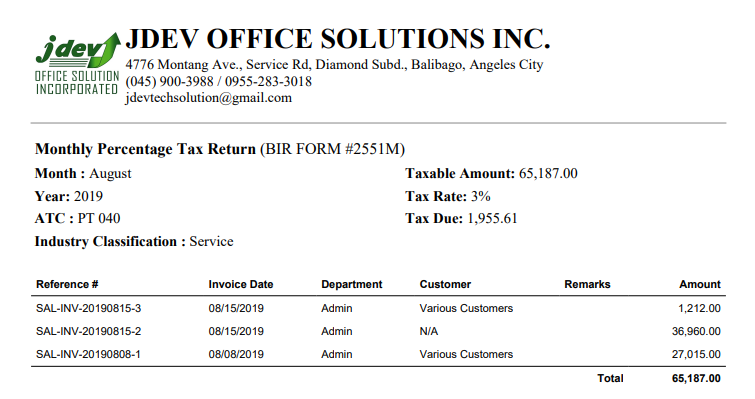 jdev
OFFICE SOLUTION
INCORPORATED
JDEV OFFICE SOLUTIONS INC.
4776 Montang Ave., Service Rd, Diamond Subd., Balibago, Angeles City
(045) 900-3988 / 0955-283-3018
jdevtechsolution@gmail.com
Monthly Percentage Tax Return (BIR FORM #2551M)
Month : August Taxable Amount: 65,187.00
Year: 2019 Tax Rate: 3%
ATC : PT 040 Tax Due: 1,955.61
Industry Classification : Service
Reference # Invoice Date Department Customer Remarks Amount
SAL-INV-20190815-3 08/15/2019 Admin Various Customers 1,212.00
SAL-INV-20190815-2 08/15/2019 Admin N/A 36,960.00
SAL-INV-20190808-1 08/08/2019 Admin Various Customers 27,015.00
Total 65,187.00